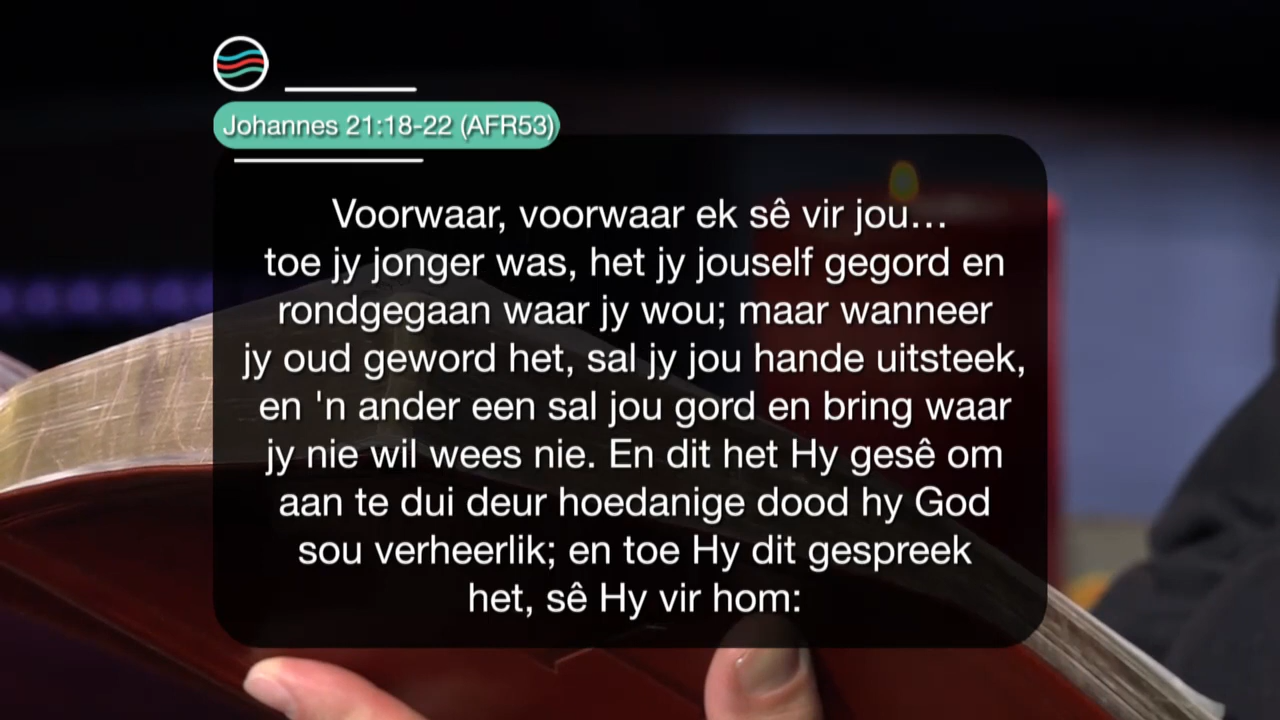 Johannes 21:18-22 (AFR53)
Voorwaar, voorwaar ek sê vir jou...
toe jy jonger was, het jy jouself gegord en
rondgegaan waar jy wou; maar wanneer
jy oud geword het, sal jy jou hande uitsteek,
en 'n ander een sal jou gord en bring waar
jy nie wil wees nie. En dit het Hy gesê om
aan te dui deur hoedanige dood hy God
sou verheerlik; en toe Hy dit gespreek
het, sê Hy vir hom: